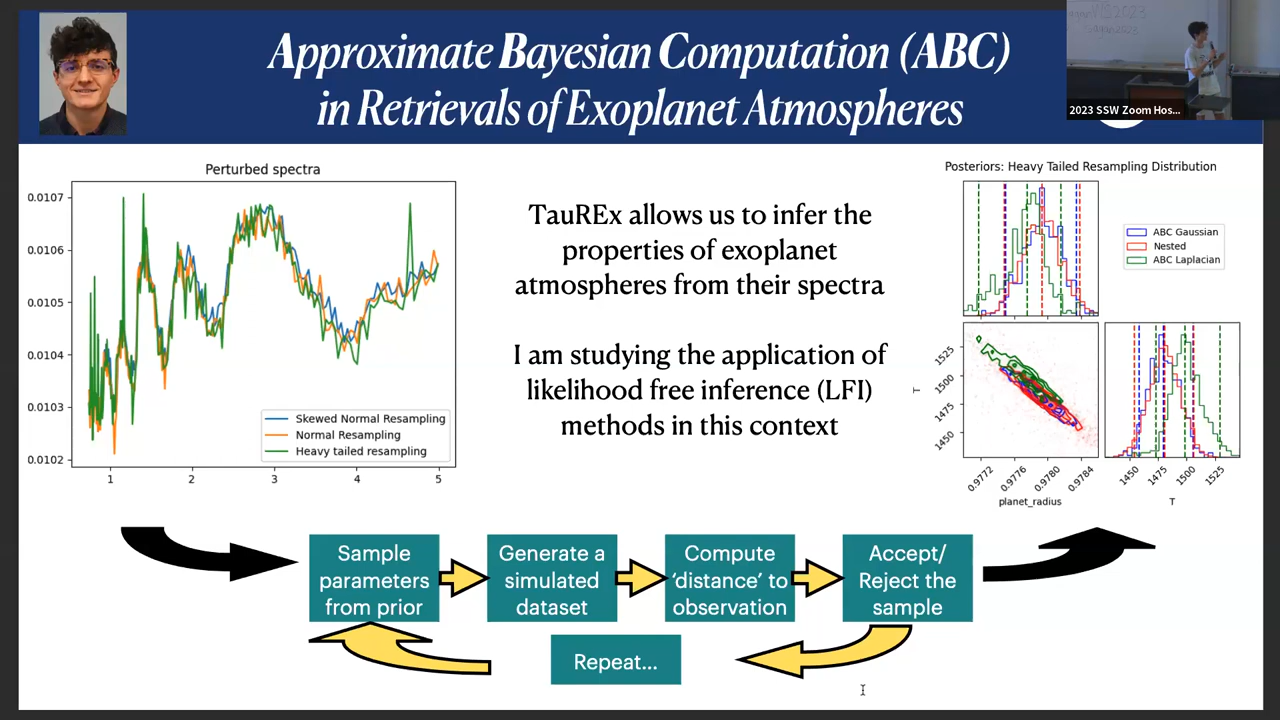 Approximate Bayesian Computation (ABC)
in Retrievals of Exoplanet Atmospheres
2023 SSW Zoom Hos...
Perturbed spectra
0.0107
0.0106
0.0105
0.0104
0.0103
0.0102
1 2 3 4 5
Skewed Normal Resampling
Normal Resampling
Heavy tailed resampling
TauREx allows us to infer the
properties of exoplanet
atmospheres from their spectra
I am studying the application of
likelihood free inference (LFI)
methods in this context
Posteriors: Heavy Tailed Resampling Distribution
ABC Gaussian
Nested
ABC Laplacian
T
1525
1500
1475
1450
0.9772 0.9776 0.9780 0.9784
planet_radius
1450 1475 1500 1525
T
Sample
parameters
from prior
Generate a
simulated
dataset
Compute
‘distance’ to
observation
Accept/
Reject the
sample
Repeat...